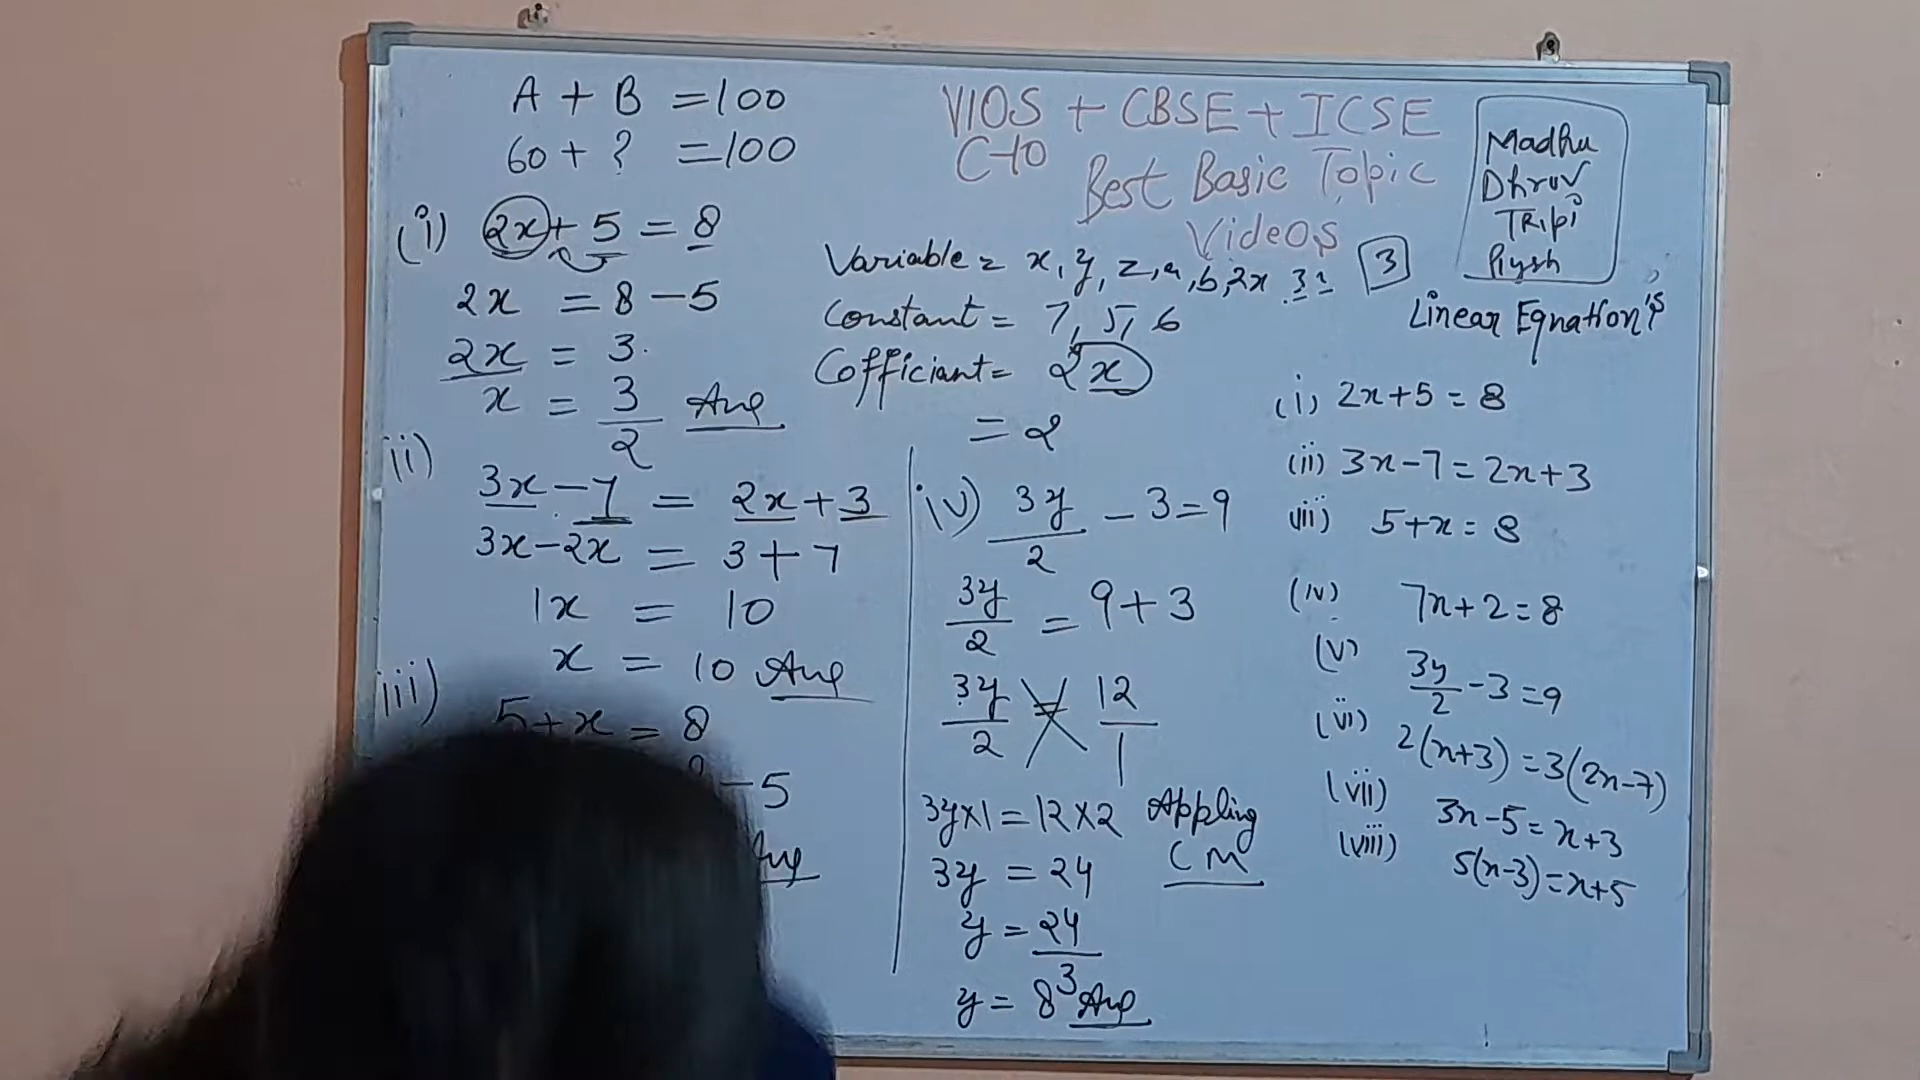 A + B = 100
60 + ? = 100
(i) 2x + 5 = 8
2x = 8 - 5
2x = 3
x = 3/2 Ans
ii)
3x - 7 = 2x + 3
3x - 2x = 3 + 7
1x = 10
x = 10 Ans
iii)
5 + x = 8
- 5
Ans
VIOS + CBSE + ICSE
C-10
Best Basic Topic
Videos
Variable = x, y, z, a, b, 2x 3
Constant = 7, 5, 6
Cofficiant = 2x
= 2
iv) 3y/2 - 3 = 9
3y/2 = 9 + 3
3y/2 = 12/1
3y×1 = 12×2 Appling
CM
3y = 24
y = 24/3
y = 8 Ans
Madhu
Dhruv
Piysh
Linear Equation's
(i) 2x+5 = 8
(ii) 3x-7 = 2x+3
iii) 5+x = 8
(iv) 7x+2 = 8
(v) 3y/2 - 3 = 9
(vi) 2(x+3) = 3(2x-7)
(vii) 3x-5 = x+3
(viii) 5(x-3) = x+5